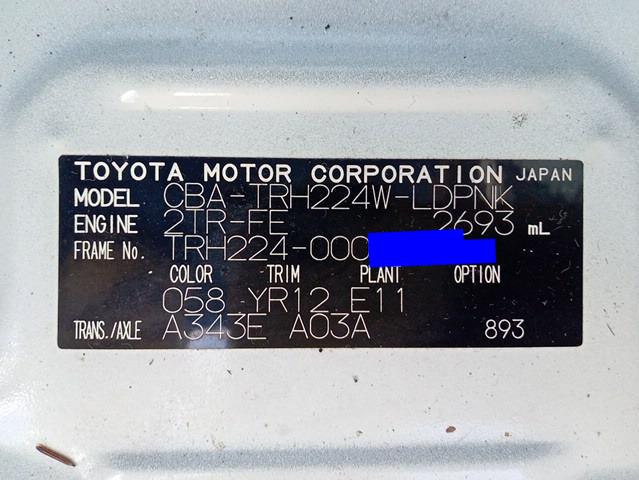 TOYOTA MOTOR CORPORATION JAPAN
MODEL CBA-TRH224W-LDPNK
ENGINE 2TR-FE 2693 mL
FRAME No. TRH224-000
COLOR TRIM PLANT OPTION
058 YR12 E11
TRANS./AXLE A343E A03A 893